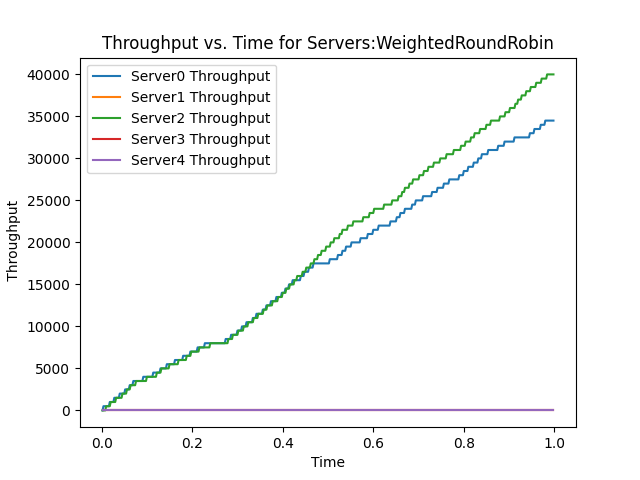 Throughput vs. Time for Servers:WeightedRoundRobin
Server0 Throughput
Server1 Throughput
Server2 Throughput
Server3 Throughput
Server4 Throughput
40000
35000
30000
25000
20000
15000
10000
5000
0
Throughput
0.0 0.2 0.4 0.6 0.8 1.0
Time